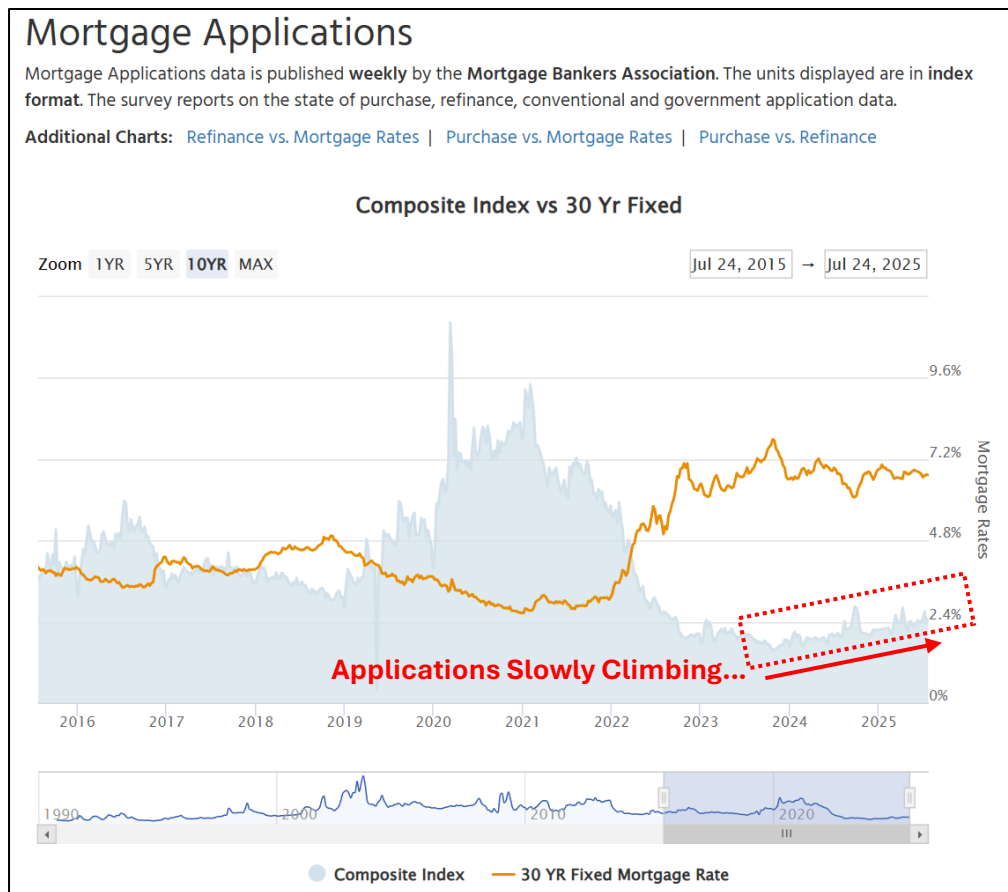 Mortgage Applications
Mortgage Applications data is published weekly by the Mortgage Bankers Association. The units displayed are in index
format. The survey reports on the state of purchase, refinance, conventional and government application data.
Additional Charts: Refinance vs. Mortgage Rates | Purchase vs. Mortgage Rates | Purchase vs. Refinance
Composite Index vs 30 Yr Fixed
Zoom 1YR 5YR 10YR MAX Jul 24, 2015 → Jul 24, 2025
9.6%
7.2%
4.8%
2.4%
0%
Mortgage Rates
Applications Slowly Climbing...
2016 2017 2018 2019 2020 2021 2022 2023 2024 2025
1990 2000 2010 2020
Composite Index 30 YR Fixed Mortgage Rate